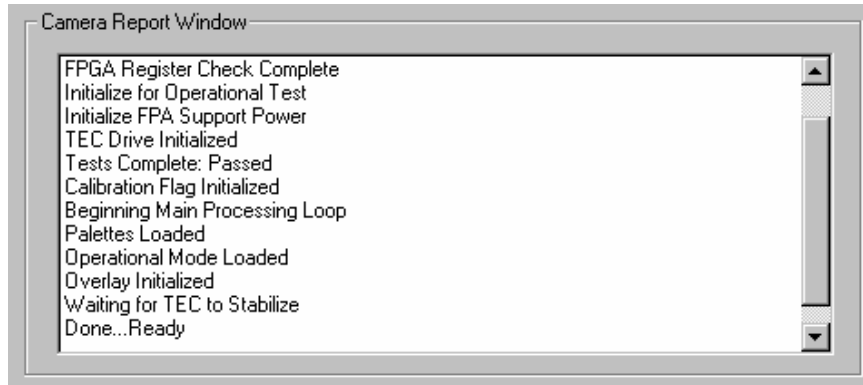 Camera Report Window
FPGA Register Check Complete
Initialize for Operational Test
Initialize FPA Support Power
TEC Drive Initialized
Tests Complete: Passed
Calibration Flag Initialized
Beginning Main Processing Loop
Palettes Loaded
Operational Mode Loaded
Overlay Initialized
Waiting for TEC to Stabilize
Done...Ready